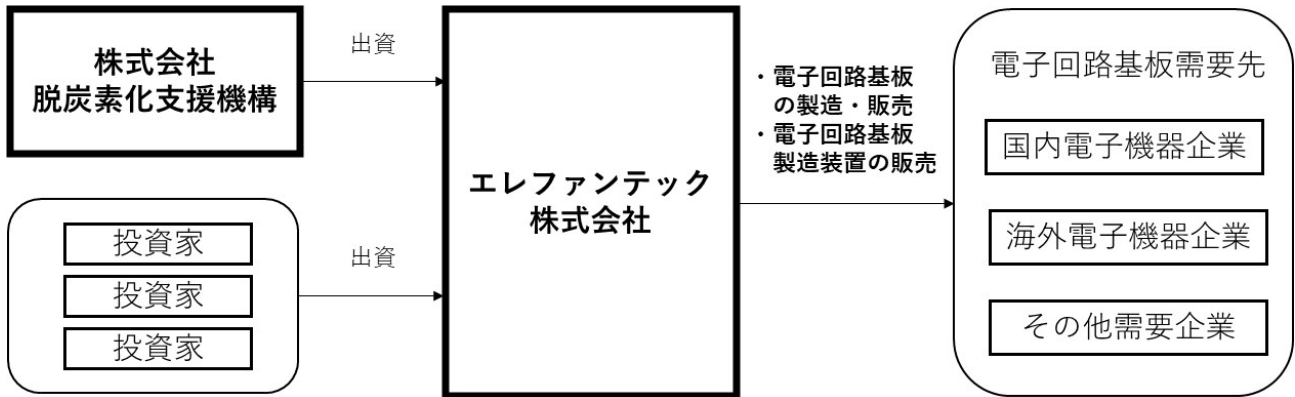 株式会社
脱炭素化支援機構
出資
投資家
投資家
投資家
出資
エレファンテック
株式会社
・電子回路基板
の製造・販売
・電子回路基板
製造装置の販売
電子回路基板需要先
国内電子機器企業
海外電子機器企業
その他需要企業